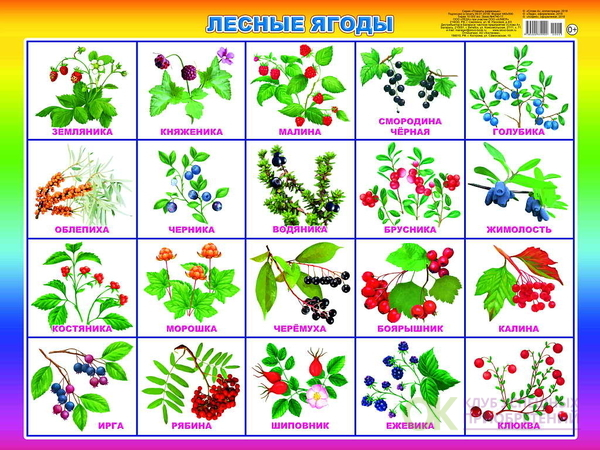 ЛЕСНЫЕ ЯГОДЫ
0+
ЗЕМЛЯНИКА
КНЯЖЕНИКА
МАЛИНА
СМОРОДИНА
ЧЁРНАЯ
ГОЛУБИКА
ОБЛЕПИХА
ЧЕРНИКА
ВОДЯНИКА
БРУСНИКА
ЖИМОЛОСТЬ
КОСТЯНИКА
МОРОШКА
ЧЕРЁМУХА
БОЯРЫШНИК
КАЛИНА
ИРГА
РЯБИНА
ШИПОВНИК
ЕЖЕВИКА
КЛЮКВА